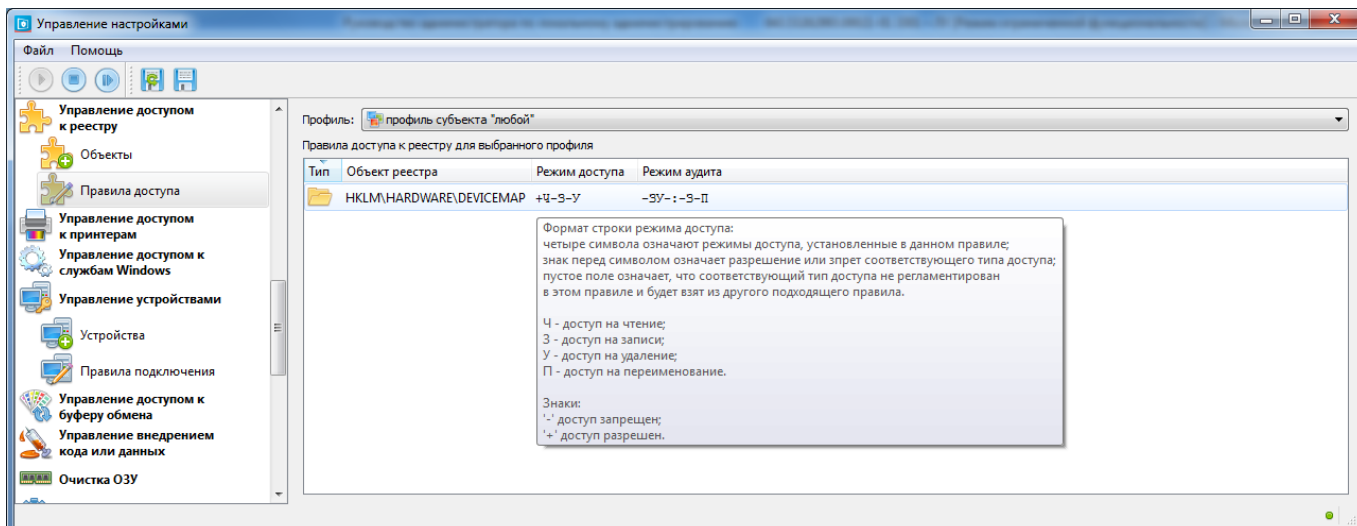 Управление настройками
Файл Помощь
Управление доступом
к реестру
Объекты
Правила доступа
Управление доступом
к принтерам
Управление доступом к
службам Windows
Управление устройствами
Устройства
Правила подключения
Управление доступом к
буферу обмена
Управление внедрением
кода или данных
Очистка ОЗУ
Профиль: профиль субъекта "любой"
Правила доступа к реестру для выбранного профиля
Тип Объект реестра Режим доступа Режим аудита
HKLM\HARDWARE\DEVICEMAP +Ч-З-У -ЗУ-:-З-П
Формат строки режима доступа:
четыре символа означают режимы доступа, установленные в данном правиле;
знак перед символом означает разрешение или зпрет соответствующего типа доступа;
пустое поле означает, что соответствующий тип доступа не регламентирован
в этом правиле и будет взят из другого подходящего правила.
Ч - доступ на чтение;
З - доступ на записи;
У - доступ на удаление;
П - доступ на переименование.
Знаки:
'-' доступ запрещен;
'+' доступ разрешен.